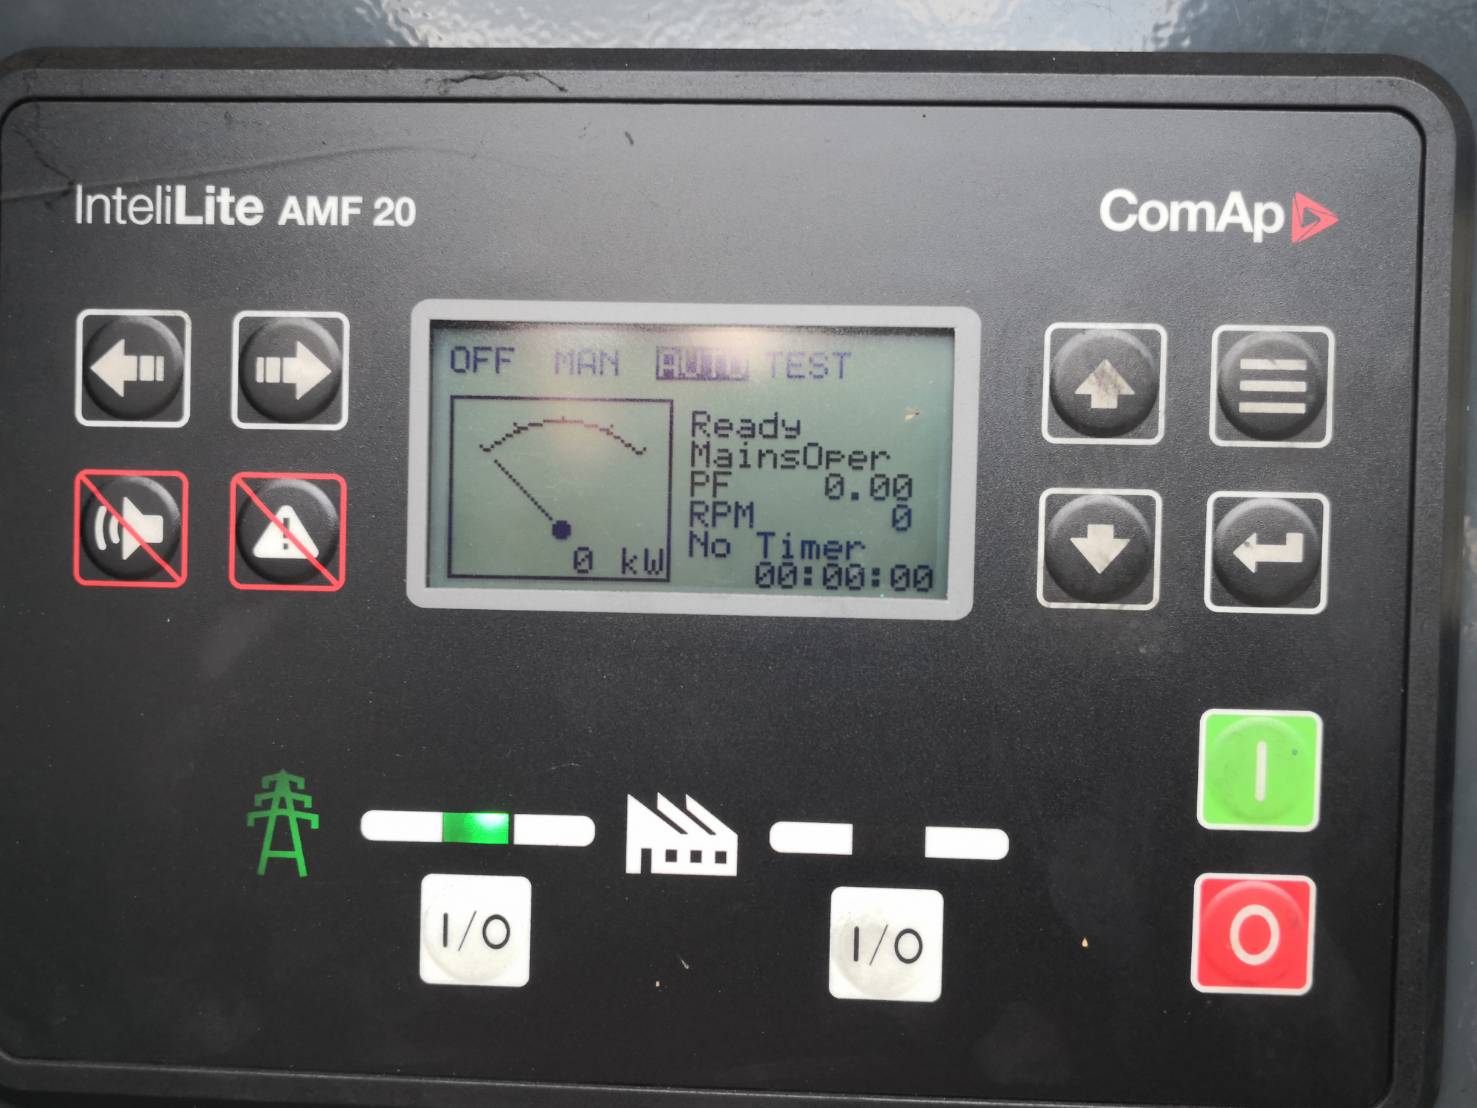 InteliLite AMF 20
ComAp
OFF MAN AUTO TEST
Ready
MainsOper
PF 0.00
RPM 0
No Timer
00:00:00
0 kW
I/O
I/O
I
O